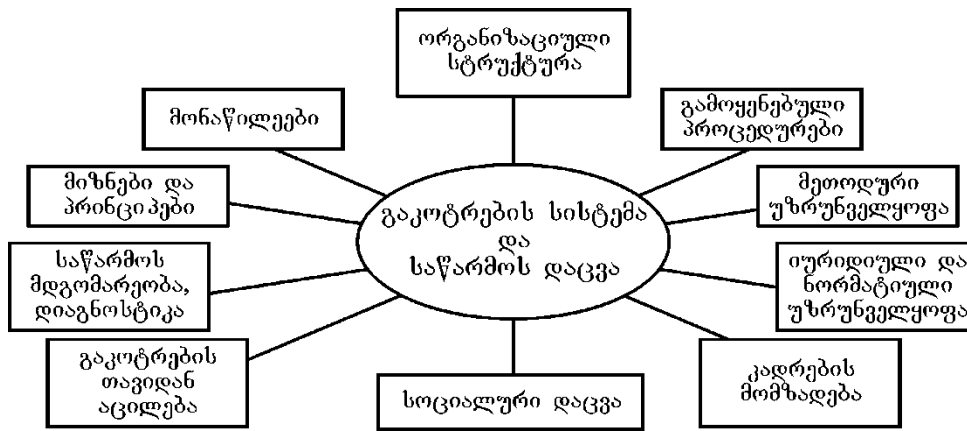 ორგანიზაციული
სტრუქტურა
მონაწილეები
გამოყენებული
პროცედურები
მიზნები და
პრინციპები
მეთოდური
უზრუნველყოფა
გაკოტრების სისტემა
და
საწარმოს დაცვა
საწარმოს
მდგომარეობა,
დიაგნოსტიკა
იურიდიული და
ნორმატიული
უზრუნველყოფა
გაკოტრების
თავიდან
აცილება
სოციალური დაცვა
კადრების
მომზადება